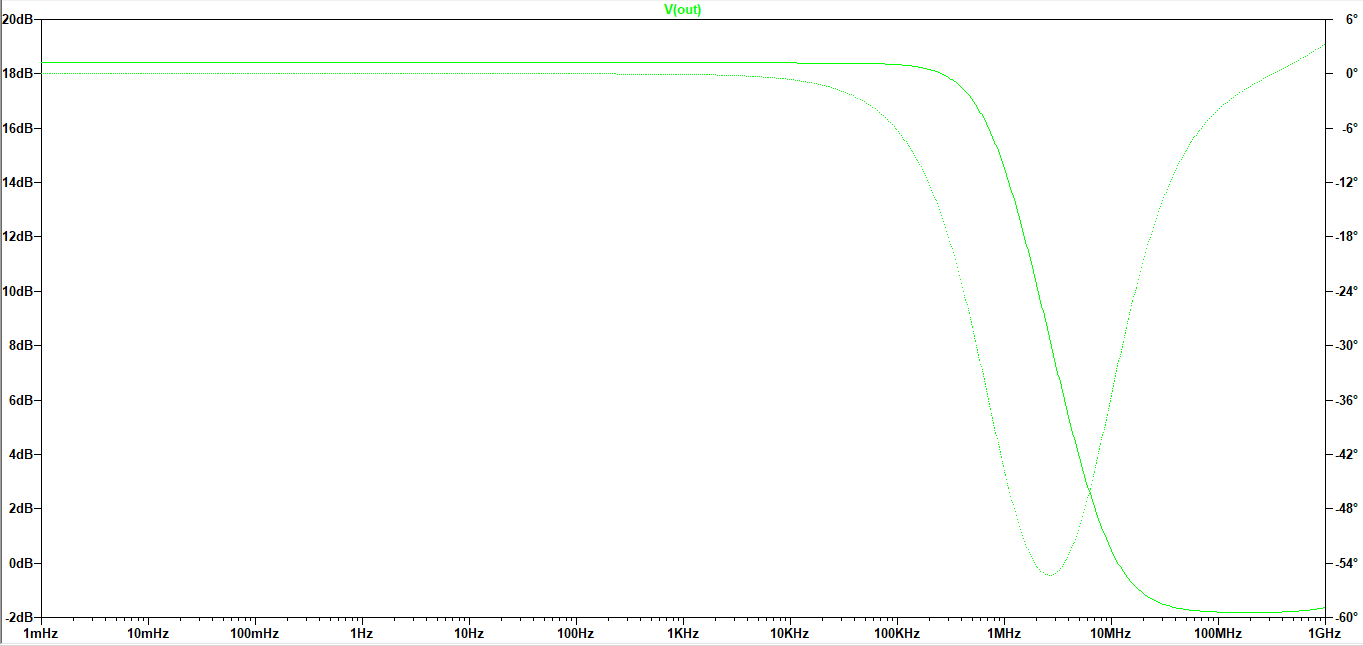 V(out)
20dB
6°
18dB
0°
16dB
-6°
14dB
-12°
12dB
-18°
10dB
-24°
8dB
-30°
6dB
-36°
4dB
-42°
2dB
-48°
0dB
-54°
-2dB
-60°
1mHz 10mHz 100mHz 1Hz 10Hz 100Hz 1KHz 10KHz 100KHz 1MHz 10MHz 100MHz 1GHz